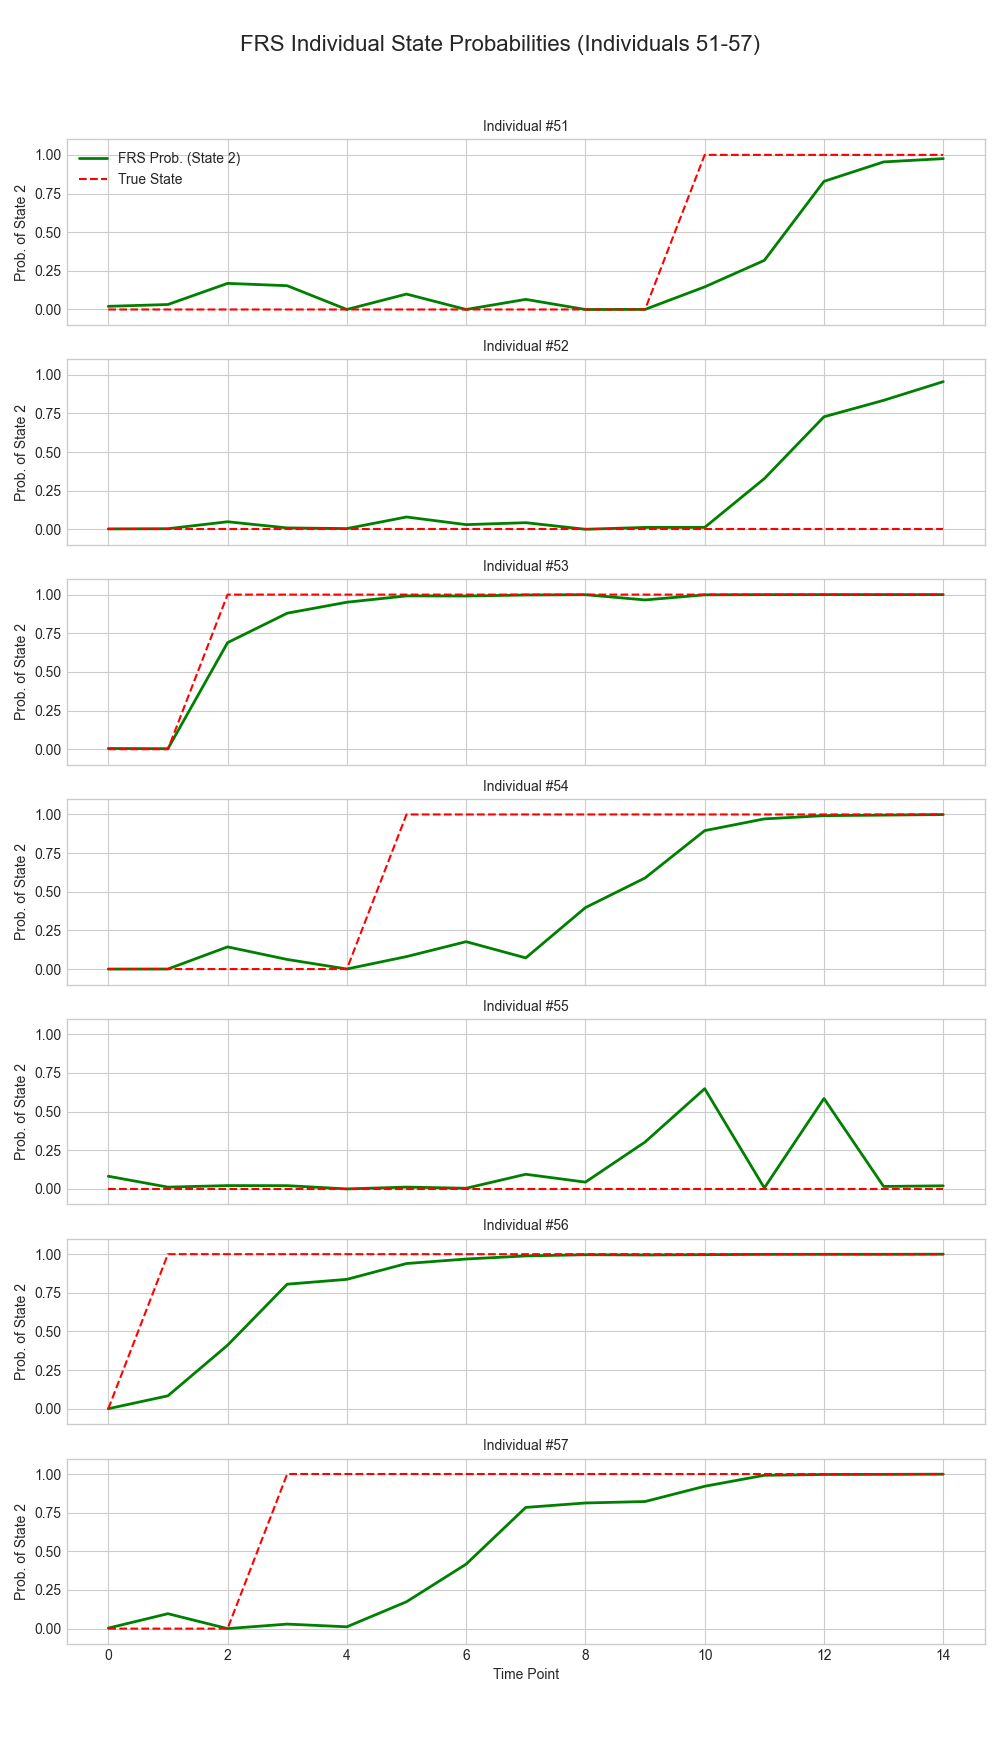 FRS Individual State Probabilities (Individuals 51-57)
Individual #51
1.00
0.75
0.50
0.25
0.00
Prob. of State 2
FRS Prob. (State 2)
True State
Individual #52
1.00
0.75
0.50
0.25
0.00
Prob. of State 2
Individual #53
1.00
0.75
0.50
0.25
0.00
Prob. of State 2
Individual #54
1.00
0.75
0.50
0.25
0.00
Prob. of State 2
Individual #55
1.00
0.75
0.50
0.25
0.00
Prob. of State 2
Individual #56
1.00
0.75
0.50
0.25
0.00
Prob. of State 2
Individual #57
1.00
0.75
0.50
0.25
0.00
Prob. of State 2
0 2 4 6 8 10 12 14
Time Point